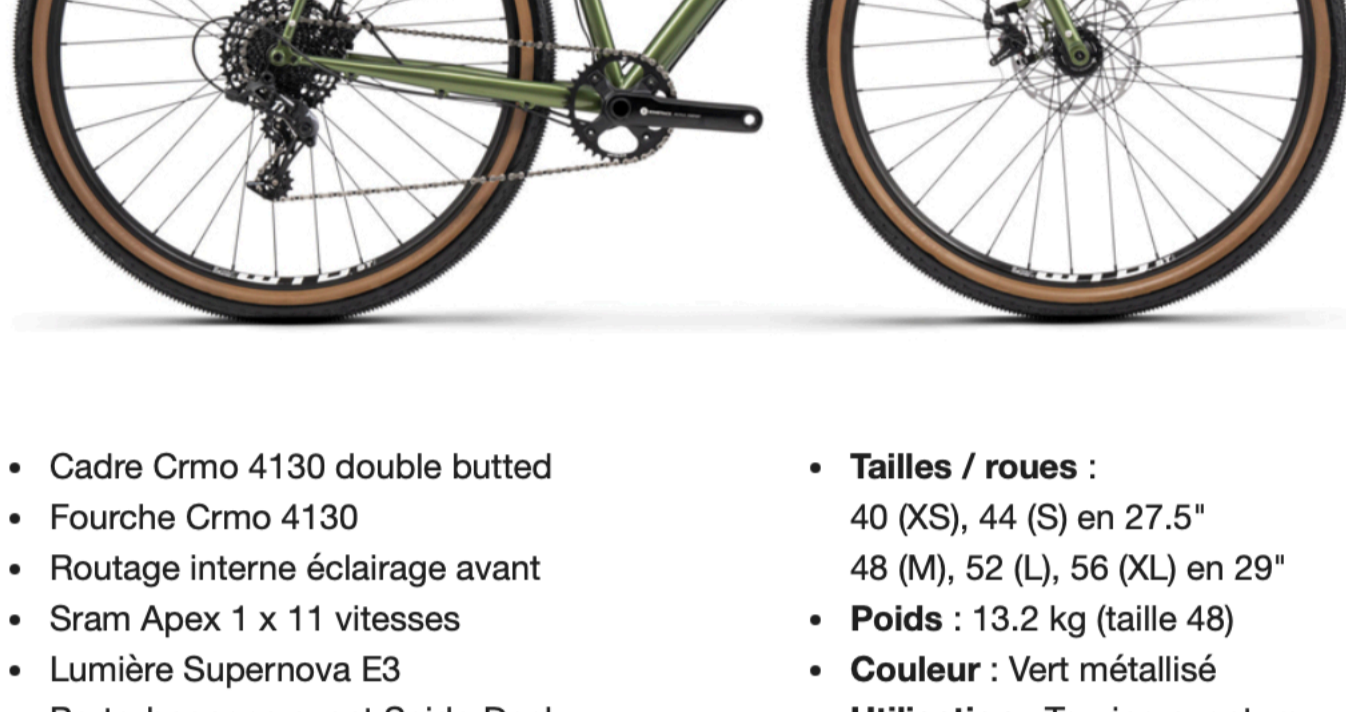 WTB
WTB
Cadre Crmo 4130 double butted
Fourche Crmo 4130
Routage interne éclairage avant
Sram Apex 1 x 11 vitesses
Lumière Supernova E3
Tailles / roues :
40 (XS), 44 (S) en 27.5"
48 (M), 52 (L), 56 (XL) en 29"
Poids : 13.2 kg (taille 48)
Couleur : Vert métallisé